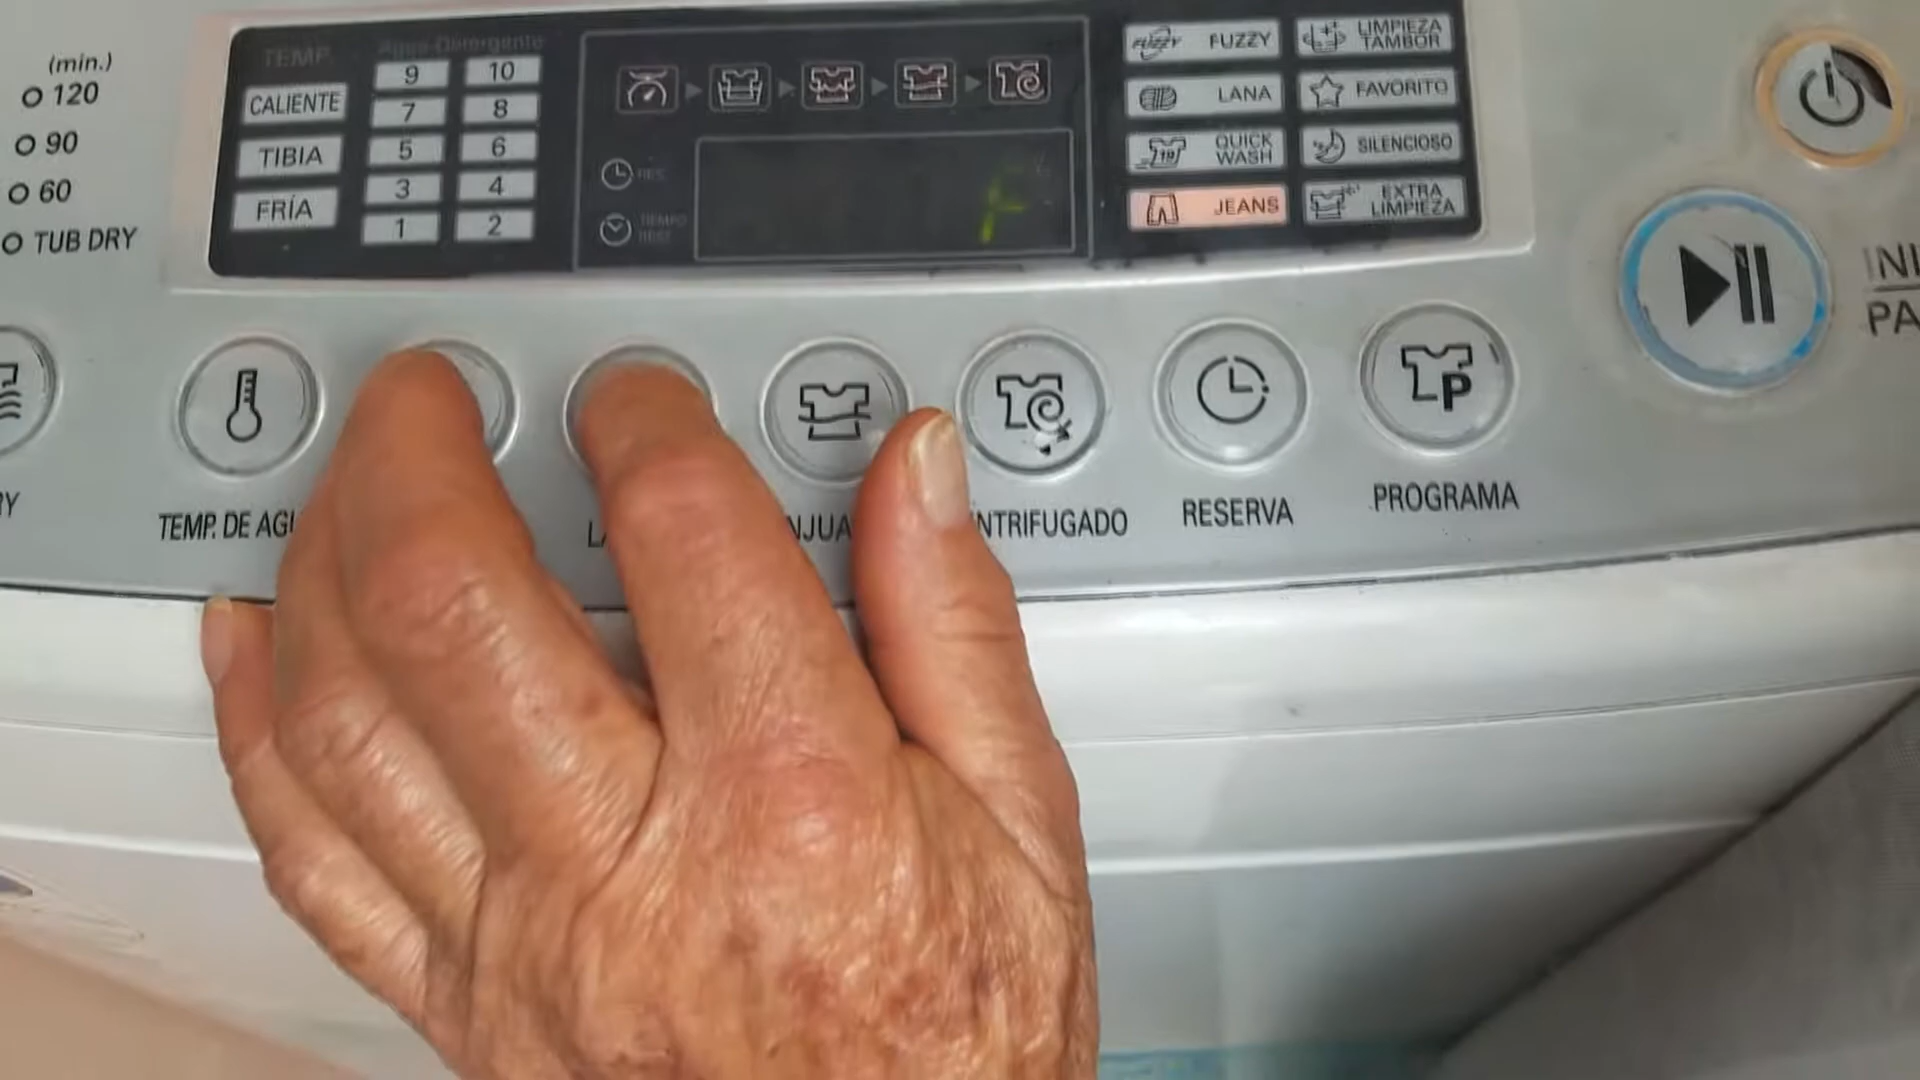 (min.)
120
90
60
TUB DRY
TEMP.
CALIENTE
TIBIA
FRÍA
Agua-Detergente
9 10
7 8
5 6
3 4
1 2
RES.
TIEMPO
REST.
FUZZY FUZZY
LANA
QUICK
WASH
JEANS
LIMPIEZA
TAMBOR
FAVORITO
SILENCIOSO
EXTRA
LIMPIEZA
INI
PA
P
RY
TEMP. DE AGU
LA
NJUA
NTRIFUGADO
RESERVA
PROGRAMA